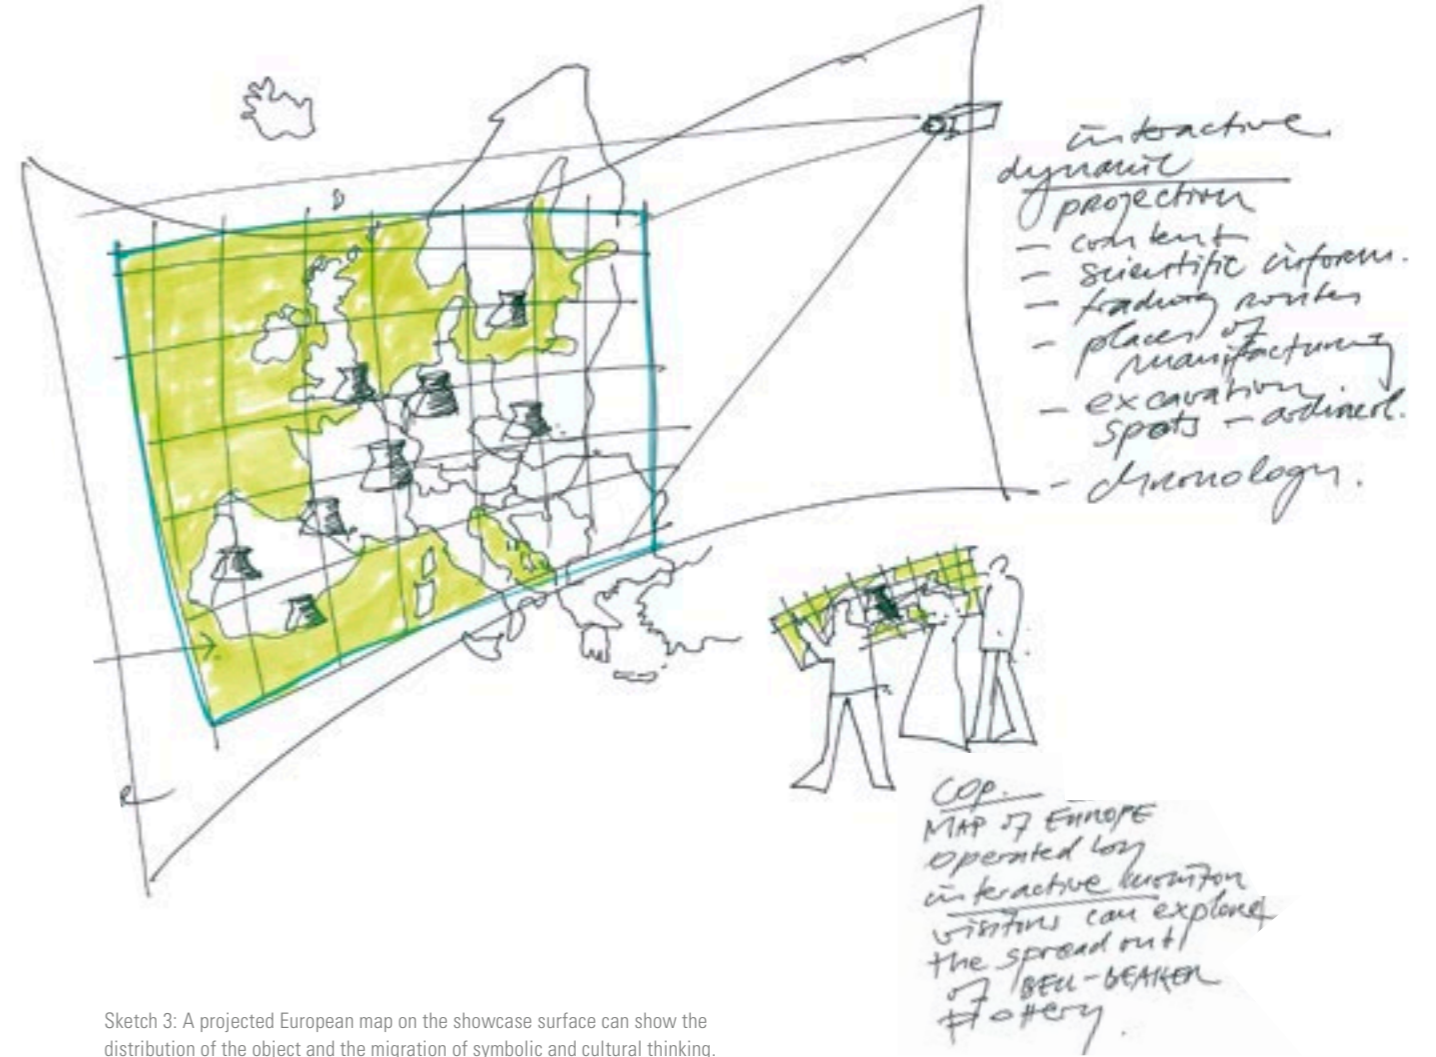 interactive
dynamic
projection
– content
– scientific inform.
– trading routes
– places of
manufacturing
– excavation
spots –
– chronology.
COP.
MAP of EUROPE
operated by
interactive monitor
visitors can explore
the spread out
of BELL-BEAKER
pottery.
Sketch 3: A projected European map on the showcase surface can show the
distribution of the object and the migration of symbolic and cultural thinking.